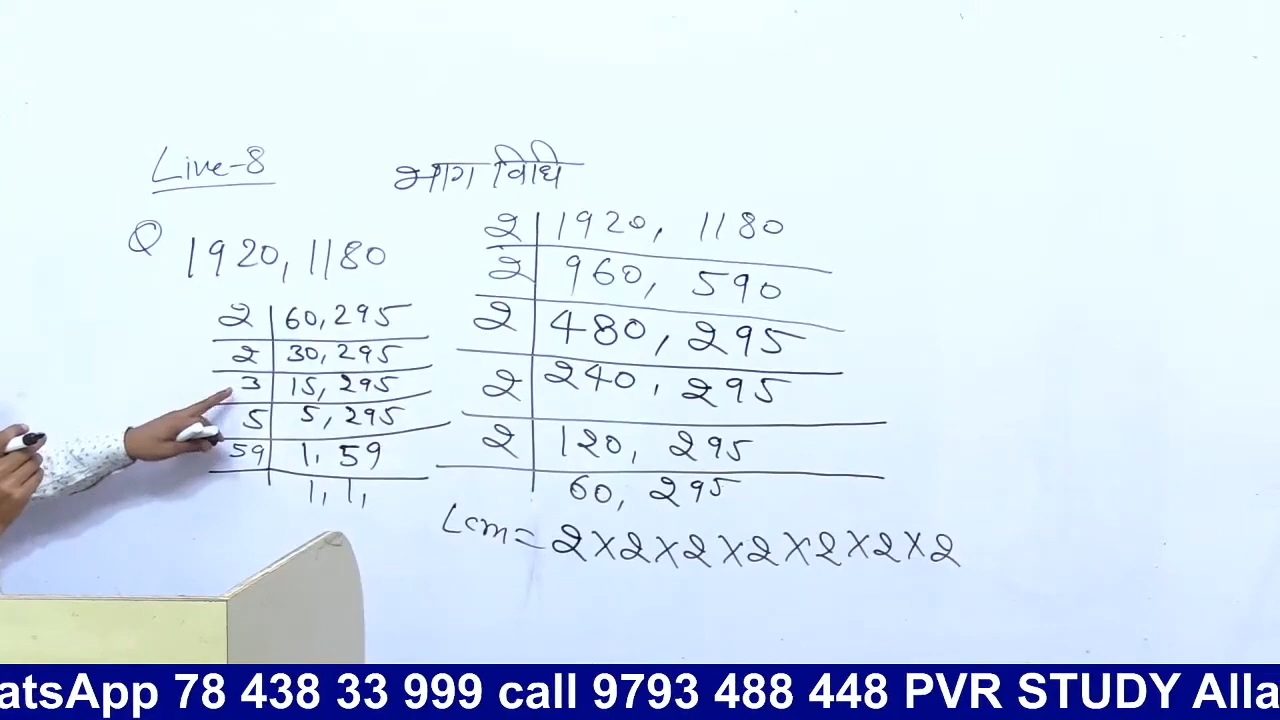 Live-8
भाग विधि
Q 1920, 1180
2 | 60, 295
2 | 30, 295
3 | 15, 295
5 | 5, 295
59 | 1, 59
1, 1,
2 | 1920, 1180
2 | 960, 590
2 | 480, 295
2 | 240, 295
2 | 120, 295
60, 295
Lcm = 2×2×2×2×2×2×2
atsApp 78 438 33 999 call 9793 488 448 PVR STUDY Alla